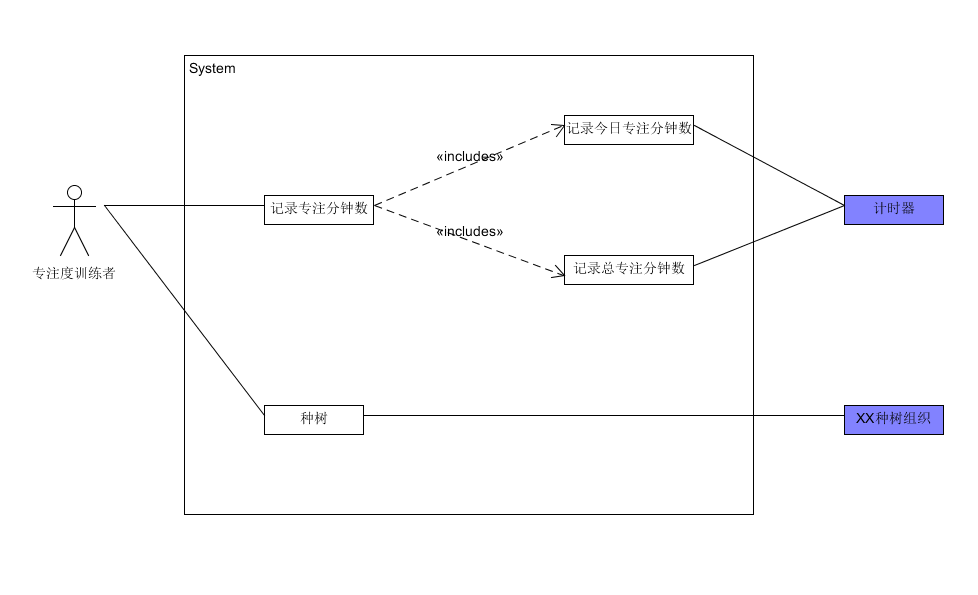 System
记录今日专注分钟数
«includes»
记录专注分钟数
计时器
«includes»
专注度训练者
记录总专注分钟数
种树
XX种树组织